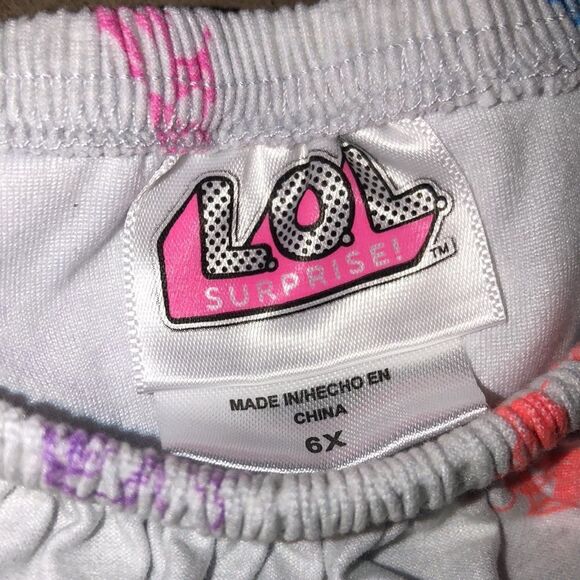 L.O.L.
SURPRISE!
TM
MADE IN/HECHO EN
CHINA
6X